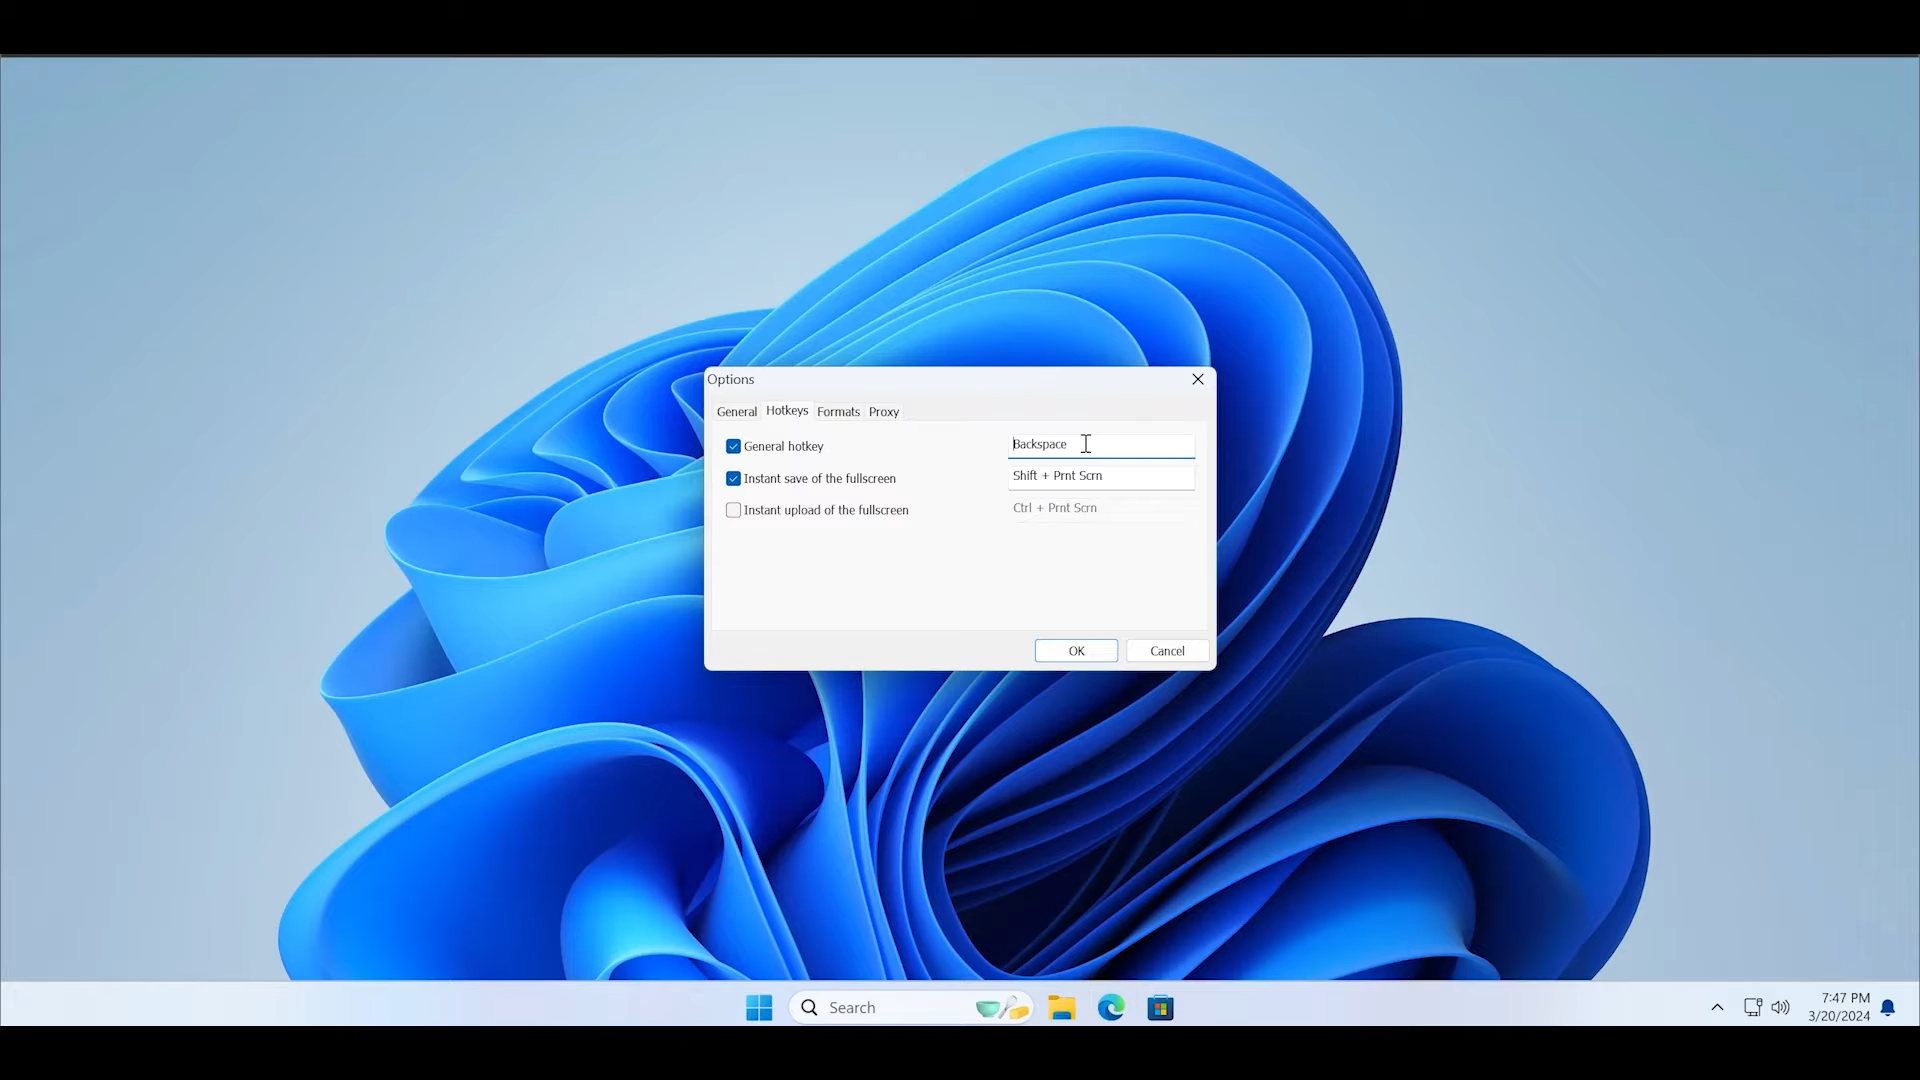 Options
General Hotkeys Formats Proxy
General hotkey Backspace
Instant save of the fullscreen Shift + Prnt Scrn
Instant upload of the fullscreen Ctrl + Prnt Scrn
OK Cancel
Search
7:47 PM
3/20/2024